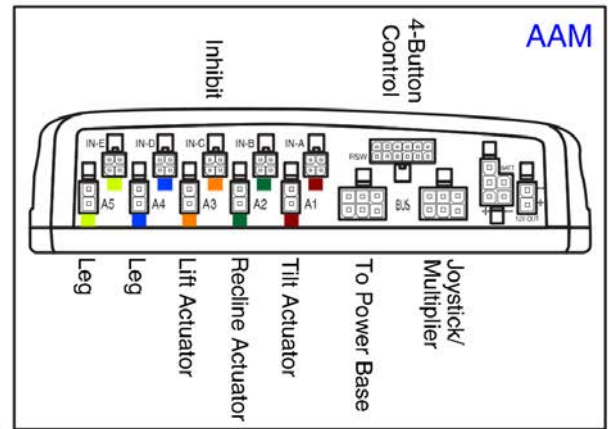 AAM
Inhibit
4-Button
Control
IN-E
IN-D
IN-C
IN-B
IN-A
RSW
BATT
A5
A4
A3
A2
A1
BUS
+
-
+
12V OUT
Leg
Leg
Lift Actuator
Recline Actuator
Tilt Actuator
To Power Base
Joystick/
Multiplier